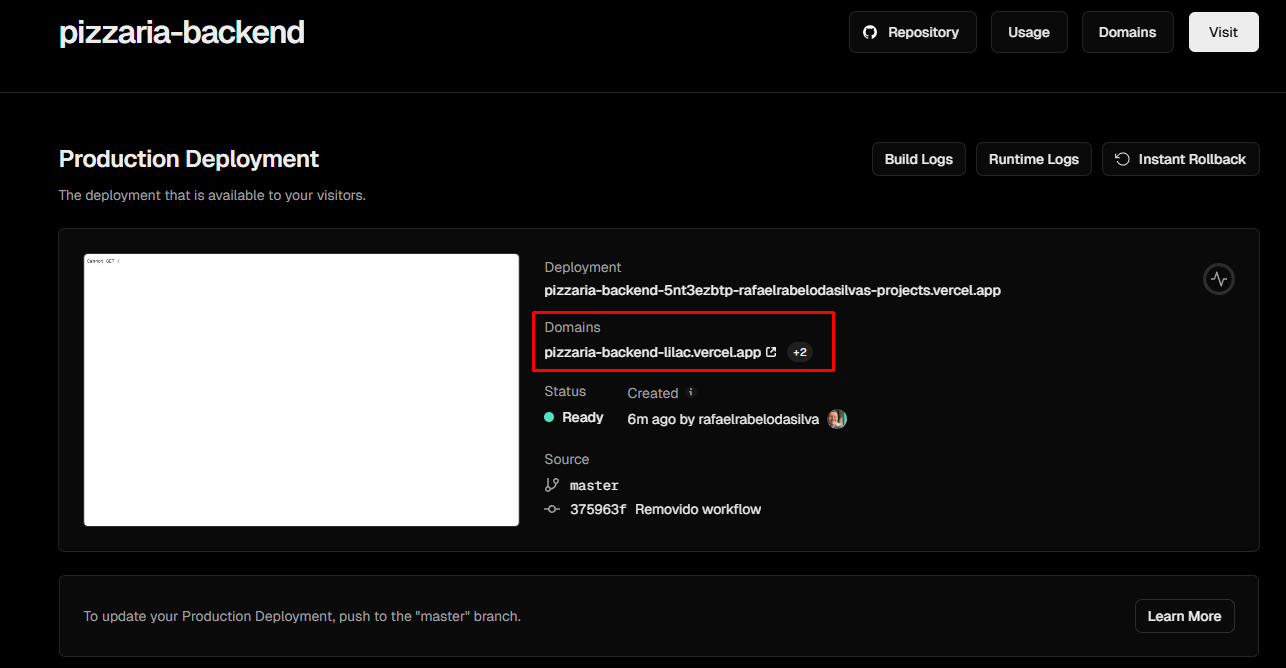 pizzaria-backend
Repository
Usage
Domains
Visit
Production Deployment
Build Logs
Runtime Logs
Instant Rollback
The deployment that is available to your visitors.
Cannot GET /
Deployment
pizzaria-backend-5nt3ezbtp-rafaelrabelodasilvas-projects.vercel.app
Domains
pizzaria-backend-lilac.vercel.app +2
Status
Created
Ready
6m ago by rafaelrabelodasilva
Source
master
375963f Removido workflow
To update your Production Deployment, push to the "master" branch.
Learn More